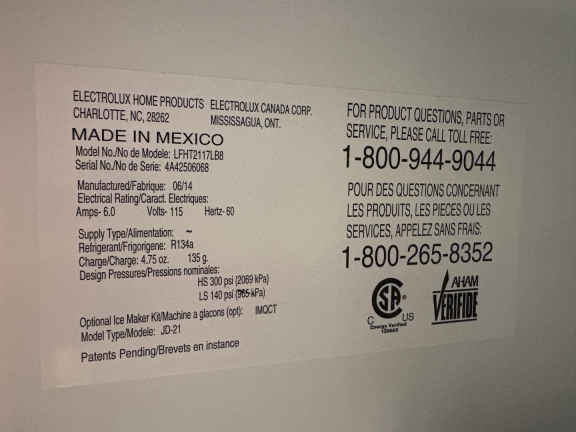 ELECTROLUX HOME PRODUCTS
CHARLOTTE, NC, 28262
ELECTROLUX CANADA CORP.
MISSISSAGUA, ONT.
MADE IN MEXICO
Model No./No de Modele: LFHT2117LB8
Serial No./No de Serie: 4A42506068
Manufactured/Fabrique: 06/14
Electrical Rating/Caract. Electriques:
Amps- 6.0 Volts- 115 Hertz- 60
Supply Type/Alimentation: ~
Refrigerant/Frigorigene: R134a
Charge/Charge: 4.75 oz. 135 g.
Design Pressures/Pressions nominales:
HS 300 psi (2069 kPa)
LS 140 psi (965 kPa)
Optional Ice Maker Kit/Machine a glacons (opt): IMQCT
Model Type/Modele: JD-21
Patents Pending/Brevets en instance
FOR PRODUCT QUESTIONS, PARTS OR
SERVICE, PLEASE CALL TOLL FREE:
1-800-944-9044
POUR DES QUESTIONS CONCERNANT
LES PRODUITS, LES PIECES OU LES
SERVICES, APPELEZ SANS FRAIS:
1-800-265-8352
CSA
C US
Energy Verified
AHAM
VERIFIDE